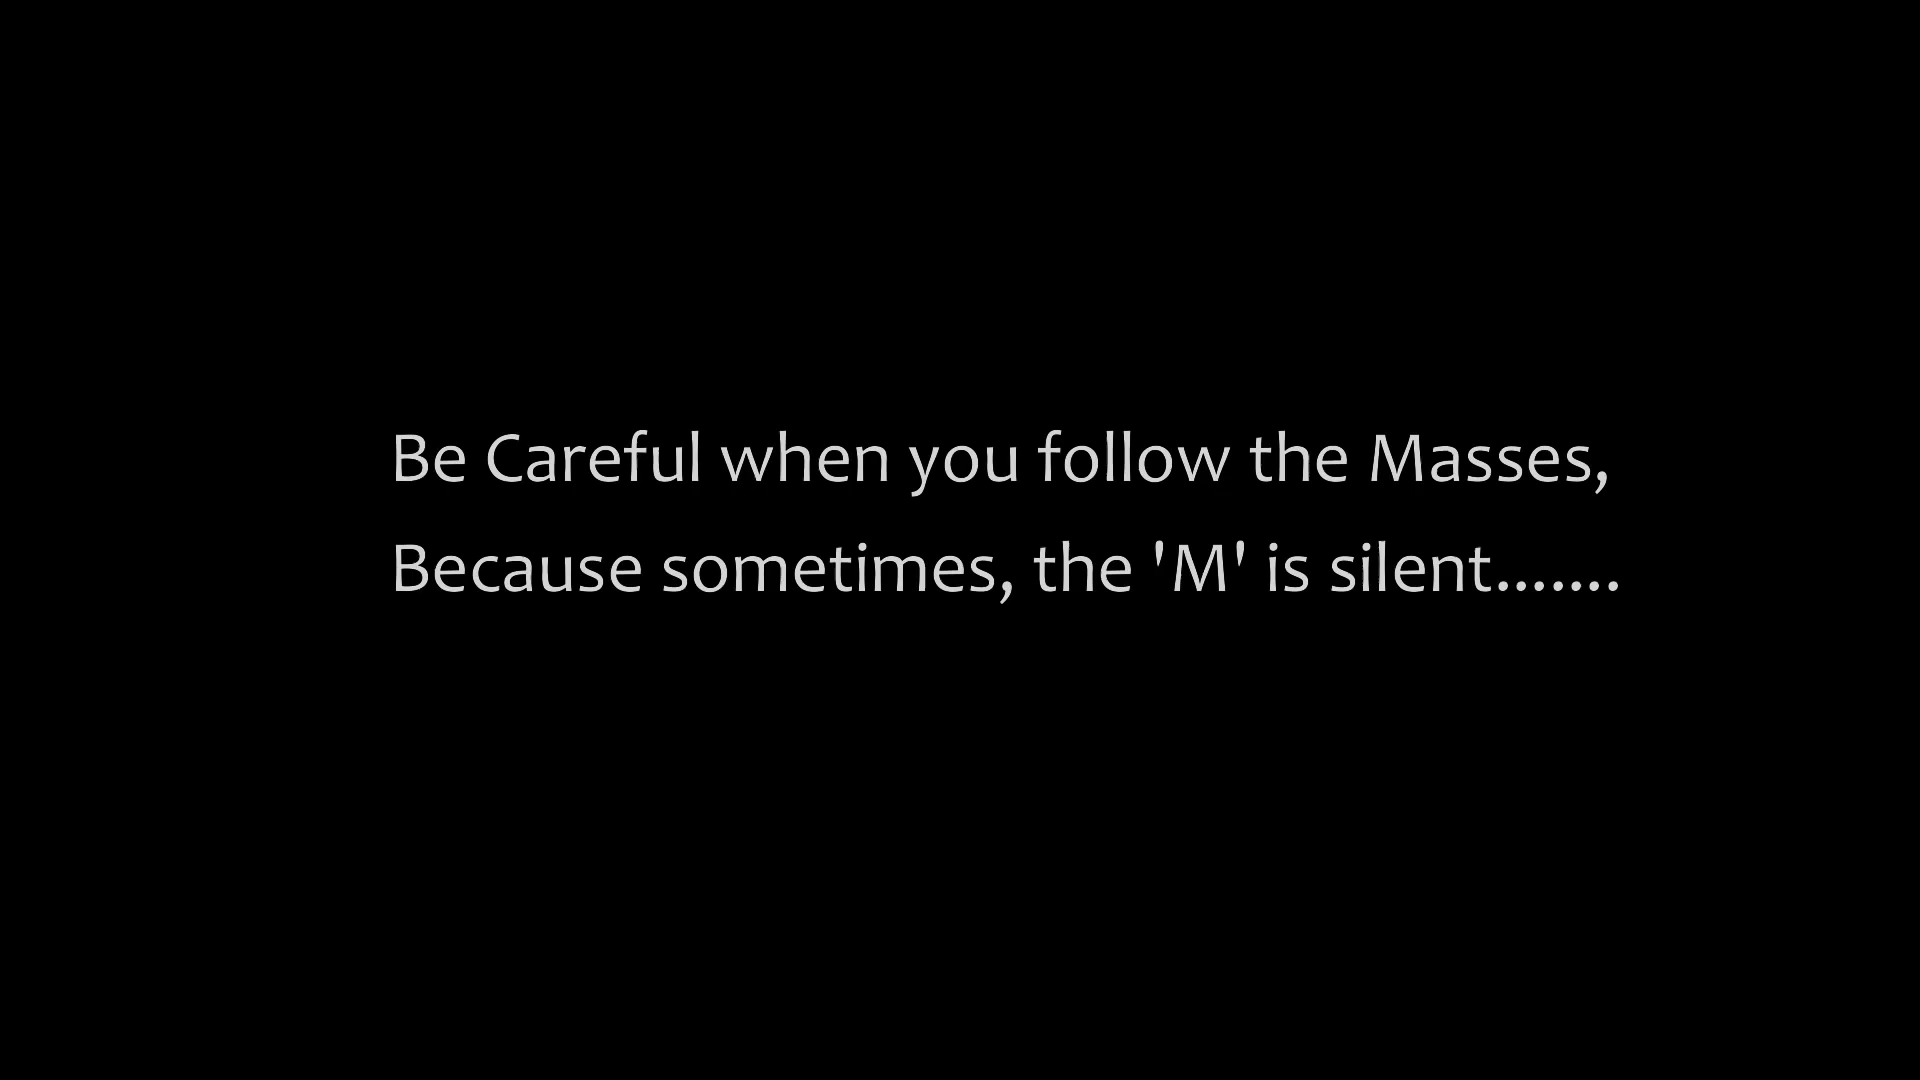 Be Careful when you follow the Masses,
Because sometimes, the 'M' is silent.......